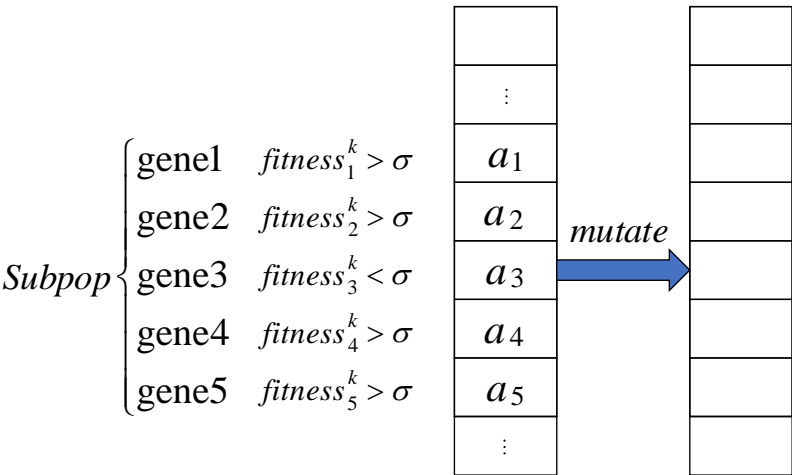 ⋮
gene1 fitness₁ᵏ > σ a₁
gene2 fitness₂ᵏ > σ a₂
mutate
Subpop { gene3 fitness₃ᵏ < σ a₃
gene4 fitness₄ᵏ > σ a₄
gene5 fitness₅ᵏ > σ a₅
⋮